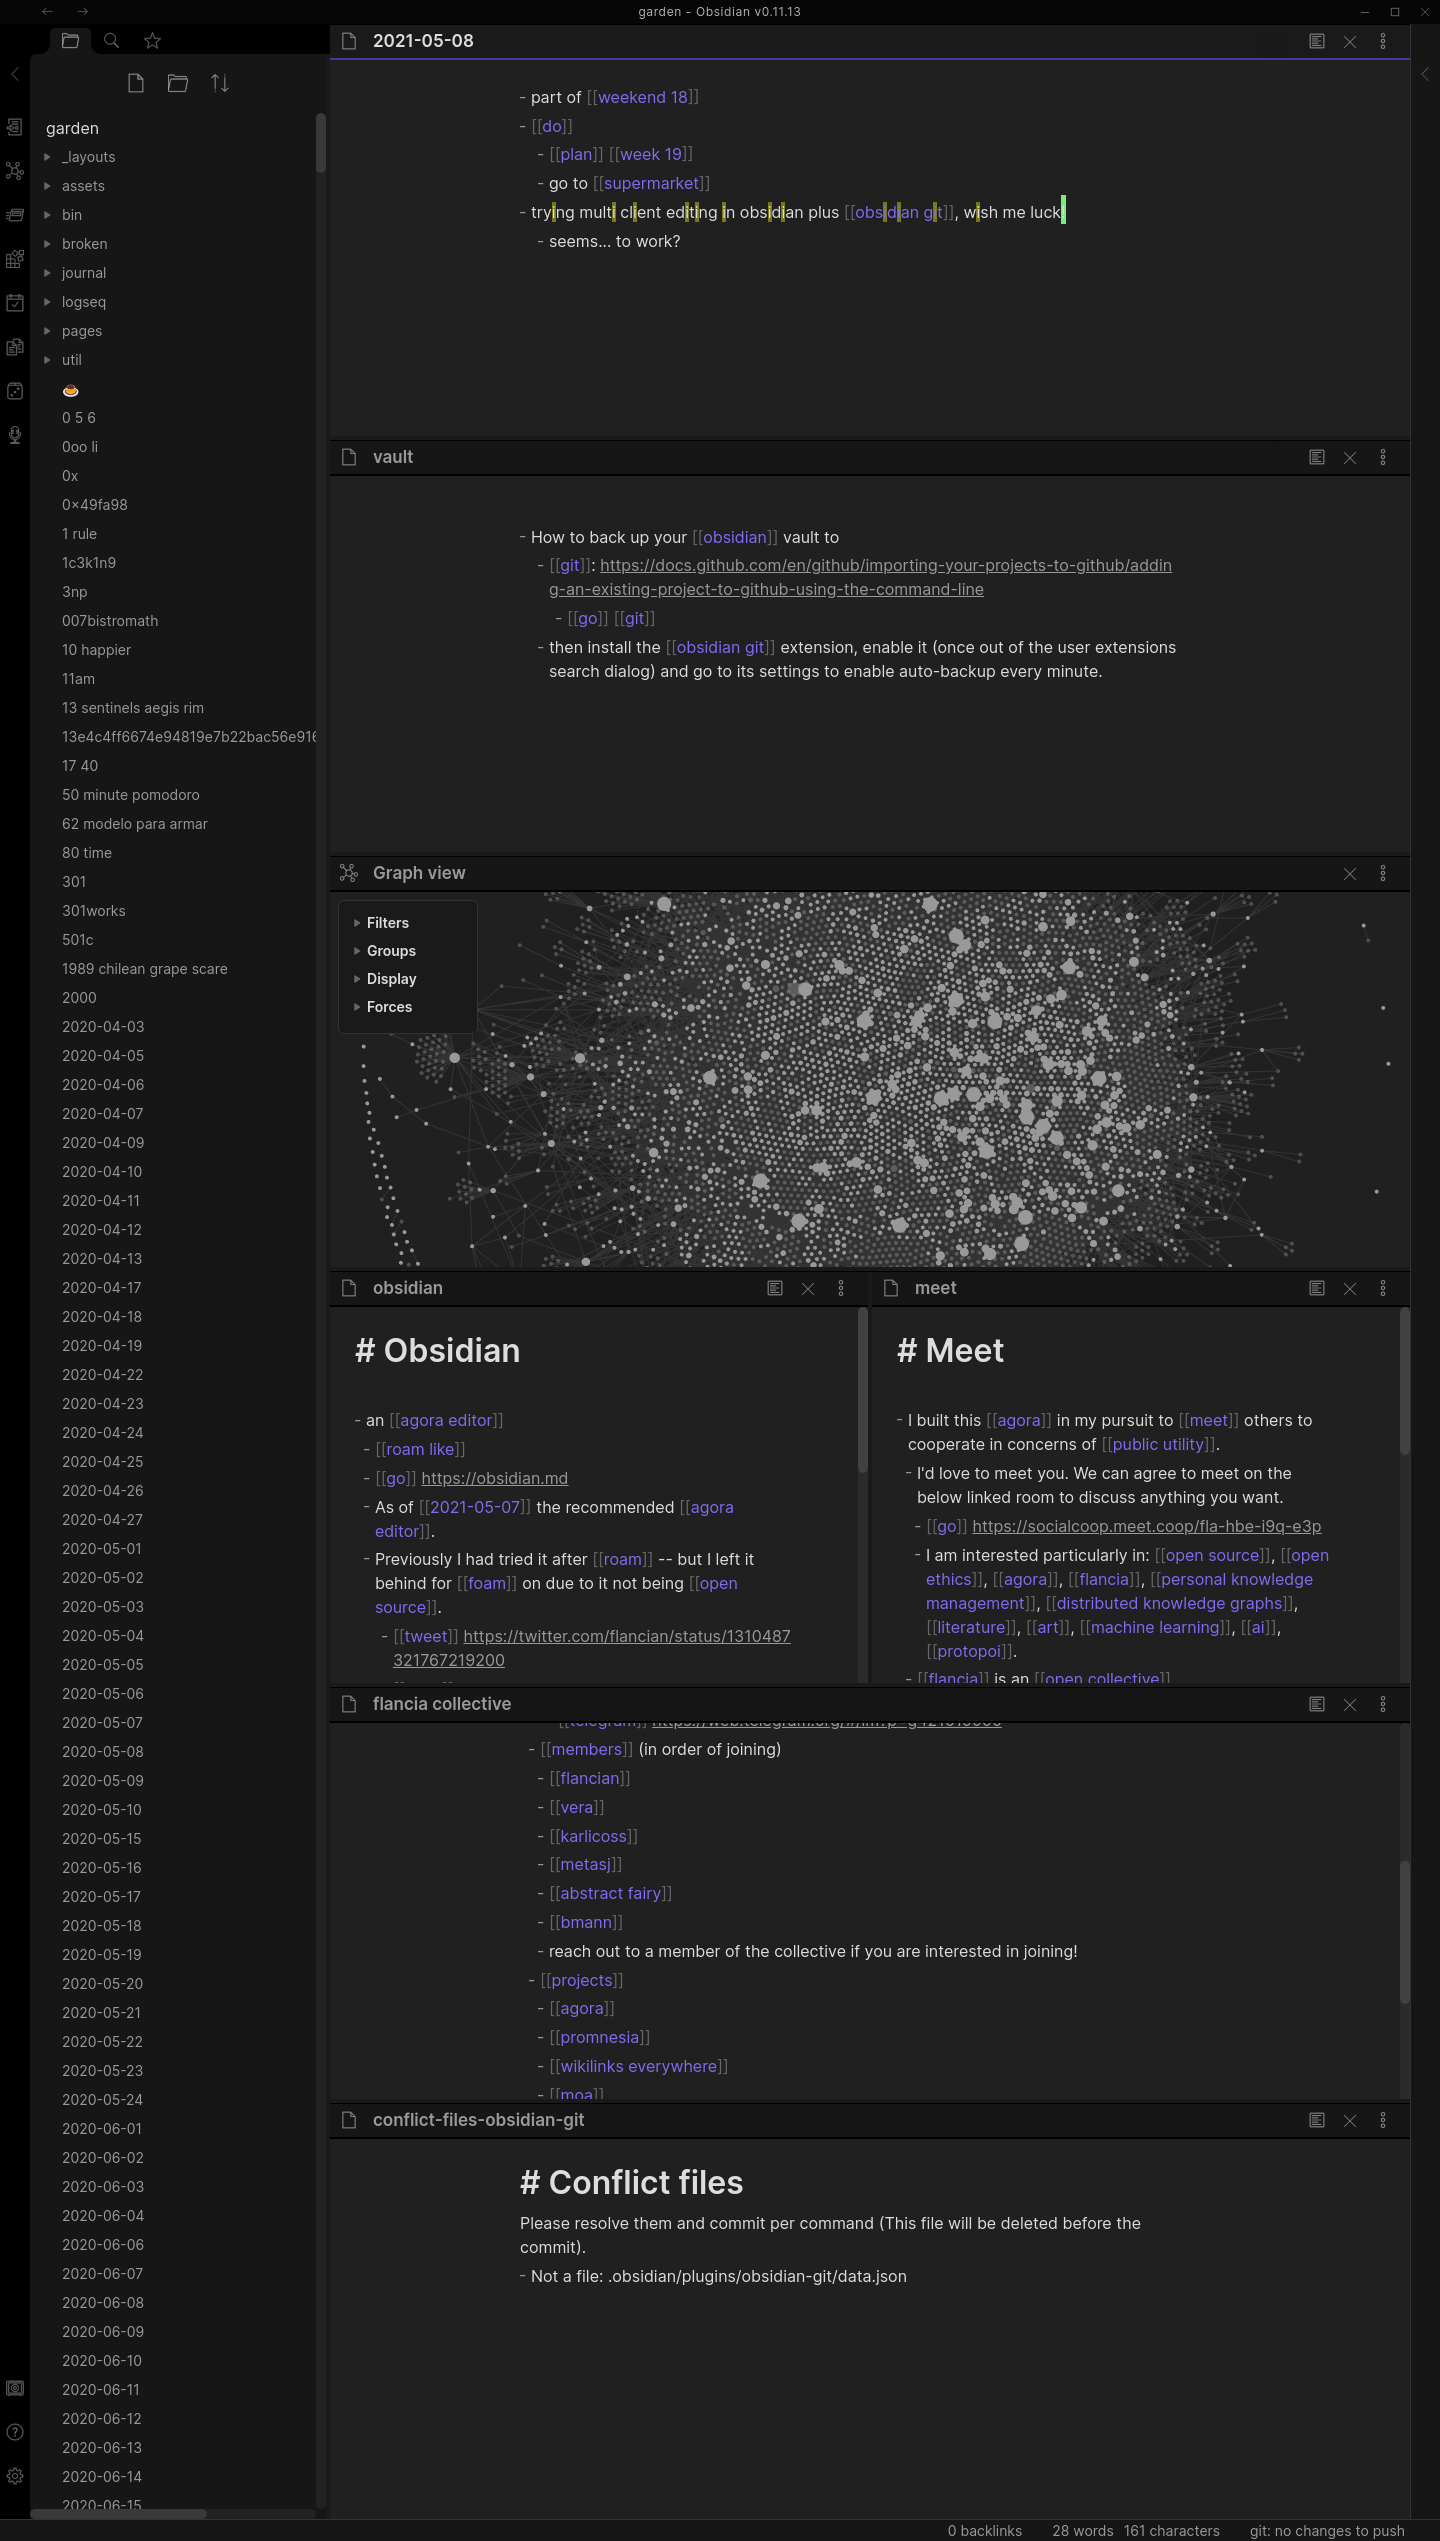 garden - Obsidian v0.11.13
garden
_layouts
assets
bin
broken
journal
logseq
pages
util
0 5 6
0oo li
0x
0×49fa98
1 rule
1c3k1n9
3np
007bistromath
10 happier
11am
13 sentinels aegis rim
13e4c4ff6674e94819e7b22bac56e916
17 40
50 minute pomodoro
62 modelo para armar
80 time
301
301works
501c
1989 chilean grape scare
2000
2020-04-03
2020-04-05
2020-04-06
2020-04-07
2020-04-09
2020-04-10
2020-04-11
2020-04-12
2020-04-13
2020-04-17
2020-04-18
2020-04-19
2020-04-22
2020-04-23
2020-04-24
2020-04-25
2020-04-26
2020-04-27
2020-05-01
2020-05-02
2020-05-03
2020-05-04
2020-05-05
2020-05-06
2020-05-07
2020-05-08
2020-05-09
2020-05-10
2020-05-15
2020-05-16
2020-05-17
2020-05-18
2020-05-19
2020-05-20
2020-05-21
2020-05-22
2020-05-23
2020-05-24
2020-06-01
2020-06-02
2020-06-03
2020-06-04
2020-06-06
2020-06-07
2020-06-08
2020-06-09
2020-06-10
2020-06-11
2020-06-12
2020-06-13
2020-06-14
2020-06-15
2021-05-08
- part of [[weekend 18]]
- [[do]]
- [[plan]] [[week 19]]
- go to [[supermarket]]
- trying multi client editing in obsidian plus [[obsidian git]], wish me luck
- seems... to work?
vault
- How to back up your [[obsidian]] vault to
- [[git]]: https://docs.github.com/en/github/importing-your-projects-to-github/addin
g-an-existing-project-to-github-using-the-command-line
- [[go]] [[git]]
- then install the [[obsidian git]] extension, enable it (once out of the user extensions
search dialog) and go to its settings to enable auto-backup every minute.
Graph view
Filters
Groups
Display
Forces
obsidian
# Obsidian
- an [[agora editor]]
- [[roam like]]
- [[go]] https://obsidian.md
- As of [[2021-05-07]] the recommended [[agora
editor]].
- Previously I had tried it after [[roam]] -- but I left it
behind for [[foam]] on due to it not being [[open
source]].
- [[tweet]] https://twitter.com/flancian/status/1310487
321767219200
meet
# Meet
- I built this [[agora]] in my pursuit to [[meet]] others to
cooperate in concerns of [[public utility]].
- I'd love to meet you. We can agree to meet on the
below linked room to discuss anything you want.
- [[go]] https://socialcoop.meet.coop/fla-hbe-i9q-e3p
- I am interested particularly in: [[open source]], [[open
ethics]], [[agora]], [[flancia]], [[personal knowledge
management]], [[distributed knowledge graphs]],
[[literature]], [[art]], [[machine learning]], [[ai]],
[[protopoi]].
- [[flancia]] is an [[open collective]]
flancia collective
[[telegram]]
- [[members]] (in order of joining)
- [[flancian]]
- [[vera]]
- [[karlicoss]]
- [[metasj]]
- [[abstract fairy]]
- [[bmann]]
- reach out to a member of the collective if you are interested in joining!
- [[projects]]
- [[agora]]
- [[promnesia]]
- [[wikilinks everywhere]]
- [[moa]]
conflict-files-obsidian-git
# Conflict files
Please resolve them and commit per command (This file will be deleted before the
commit).
- Not a file: .obsidian/plugins/obsidian-git/data.json
0 backlinks 28 words 161 characters git: no changes to push